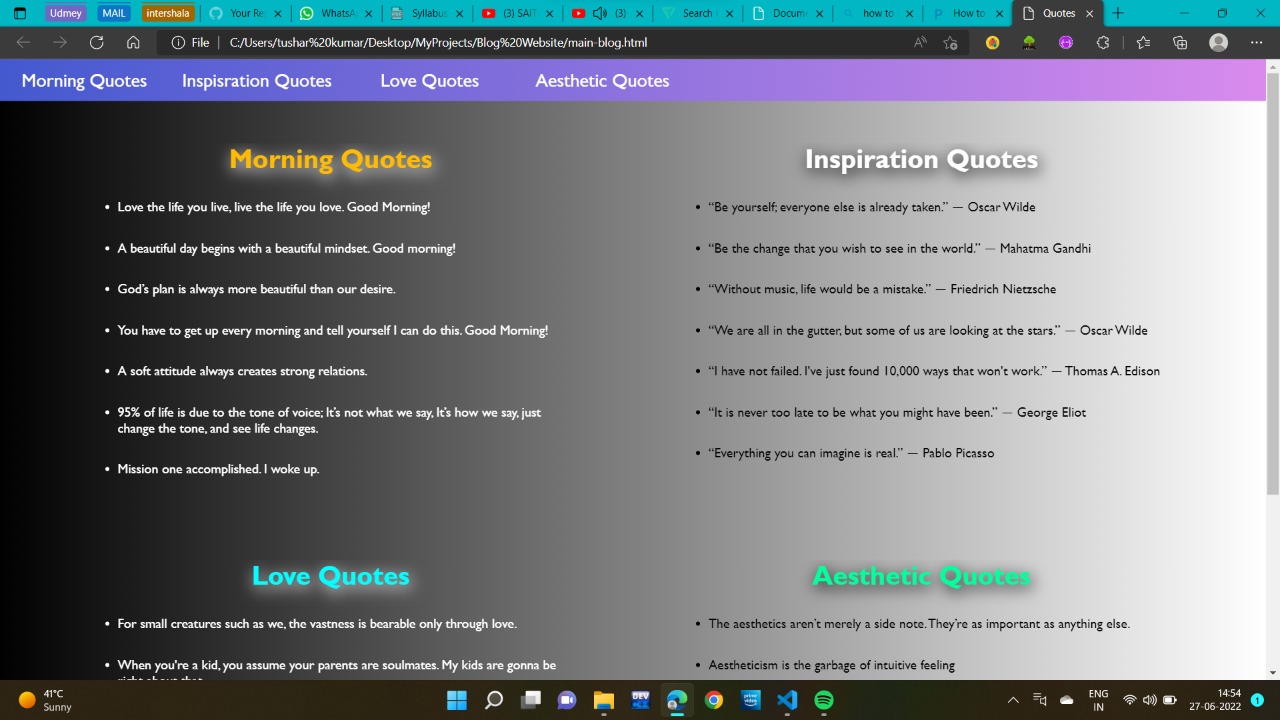 Udmey MAIL intershala Your Re WhatsA Syllabus (3) SAIT (3) Search Docume how to How to Quotes
File C:/Users/tushar%20kumar/Desktop/MyProjects/Blog%20Website/main-blog.html
Morning Quotes Inspisration Quotes Love Quotes Aesthetic Quotes
Morning Quotes
• Love the life you live, live the life you love. Good Morning!
• A beautiful day begins with a beautiful mindset. Good morning!
• God’s plan is always more beautiful than our desire.
• You have to get up every morning and tell yourself I can do this. Good Morning!
• A soft attitude always creates strong relations.
• 95% of life is due to the tone of voice; It’s not what we say, It’s how we say, just
change the tone, and see life changes.
• Mission one accomplished. I woke up.
Inspiration Quotes
• “Be yourself; everyone else is already taken.” — Oscar Wilde
• “Be the change that you wish to see in the world.” — Mahatma Gandhi
• “Without music, life would be a mistake.” — Friedrich Nietzsche
• “We are all in the gutter, but some of us are looking at the stars.” — Oscar Wilde
• “I have not failed. I've just found 10,000 ways that won't work.” — Thomas A. Edison
• “It is never too late to be what you might have been.” — George Eliot
• “Everything you can imagine is real.” — Pablo Picasso
Love Quotes
• For small creatures such as we, the vastness is bearable only through love.
• When you're a kid, you assume your parents are soulmates. My kids are gonna be
right about that
Aesthetic Quotes
• The aesthetics aren’t merely a side note. They’re as important as anything else.
• Aestheticism is the garbage of intuitive feeling
41°C
Sunny
DEV
prime video
ENG
IN
14:54
27-06-2022
1